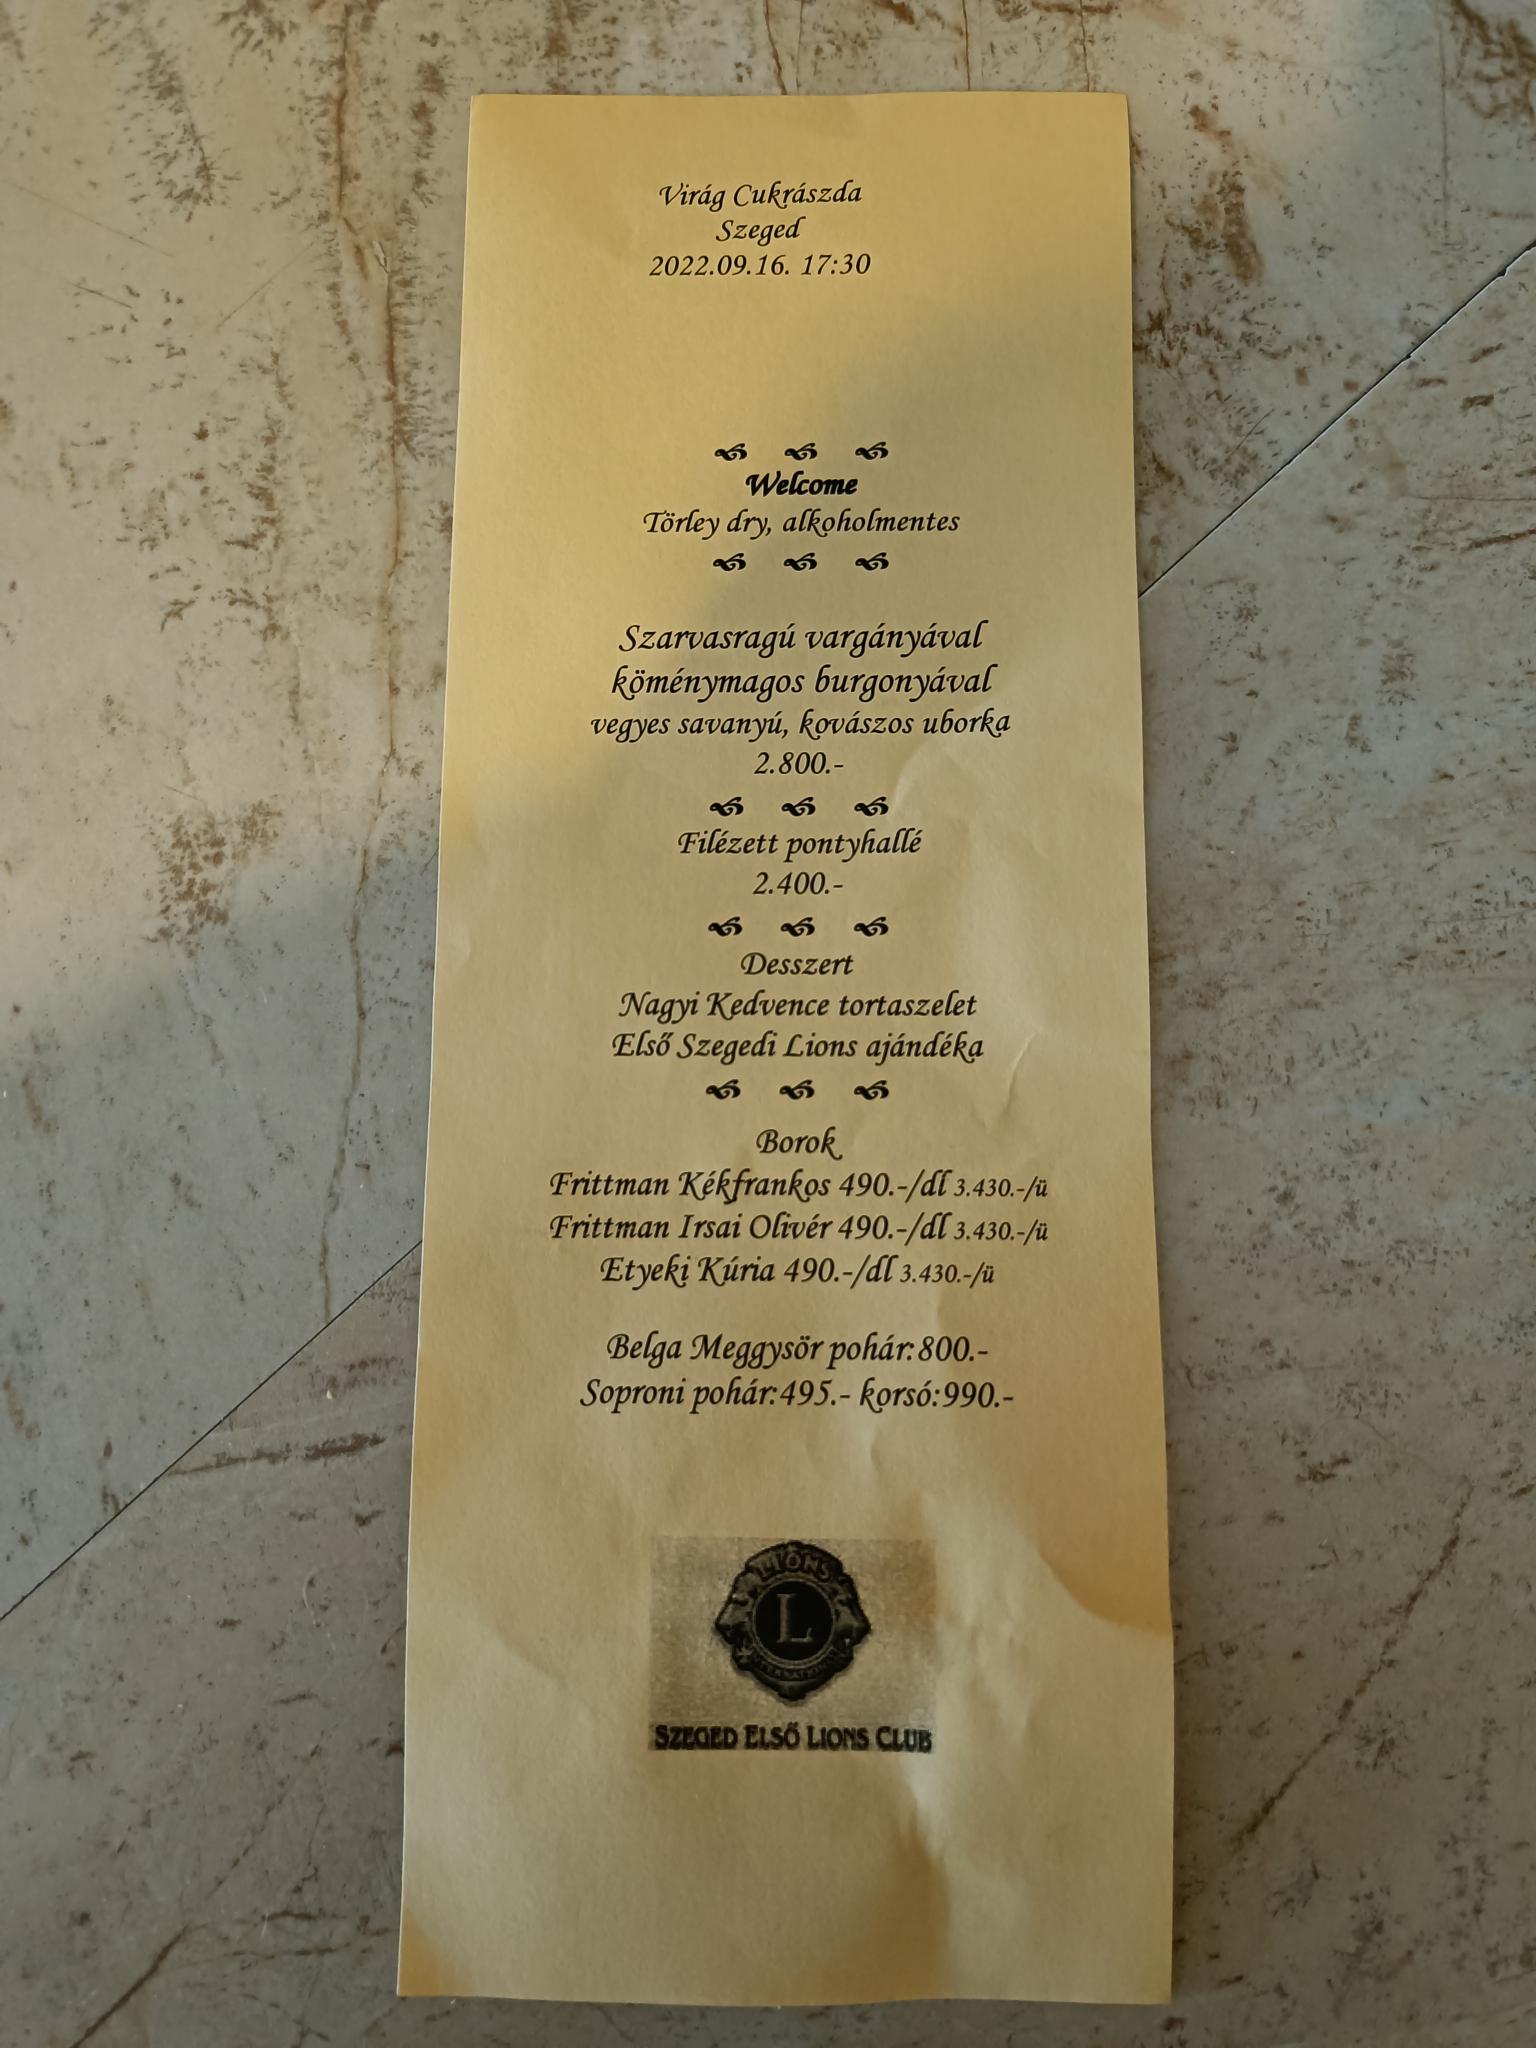 Virág Cukrászda
Szeged
2022.09.16. 17:30
Welcome
Törley dry, alkoholmentes
Szarvasragú vargányával
köménymagos burgonyával
vegyes savanyú, kovászos uborka
2.800.-
Filézett pontyhallé
2.400.-
Desszert
Nagyi Kedvence tortaszelet
Első Szegedi Lions ajándéka
Borok
Frittman Kékfrankos 490.-/dl 3.430.-/ü
Frittman Irsai Olivér 490.-/dl 3.430.-/ü
Etyeki Kúria 490.-/dl 3.430.-/ü
Belga Meggysör pohár:800.-
Soproni pohár:495.- korsó:990.-
LIONS
L
INTERNATIONAL
SZEGED ELSŐ LIONS CLUB